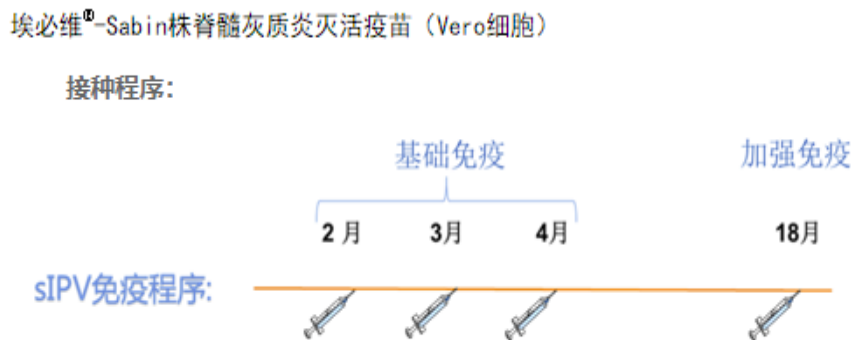 埃必维®-Sabin株脊髓灰质炎灭活疫苗（Vero细胞）
接种程序：
基础免疫 加强免疫
2月 3月 4月 18月
sIPV免疫程序: